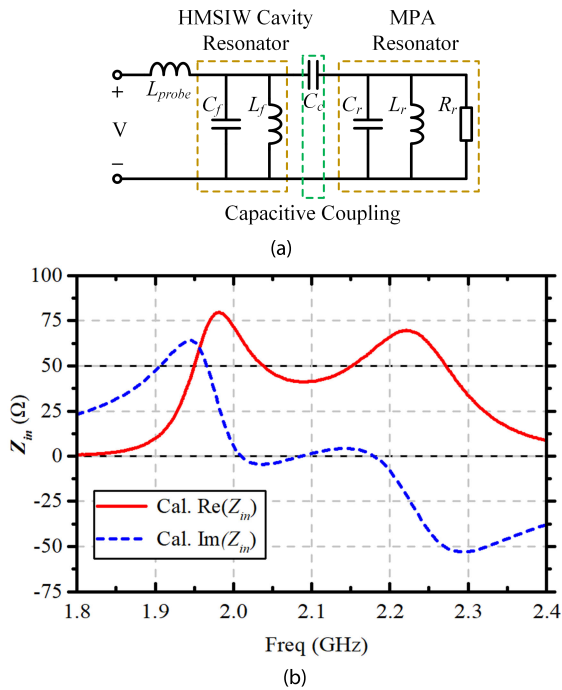 HMSIW Cavity
Resonator
MPA
Resonator
+
V
−
L_probe
C_f
L_f
C_c
C_r
L_r
R_r
Capacitive Coupling
(a)
100
75
50
25
0
-25
-50
-75
Z_in (Ω)
Cal. Re(Z_in)
Cal. Im(Z_in)
1.8 1.9 2.0 2.1 2.2 2.3 2.4
Freq (GHz)
(b)